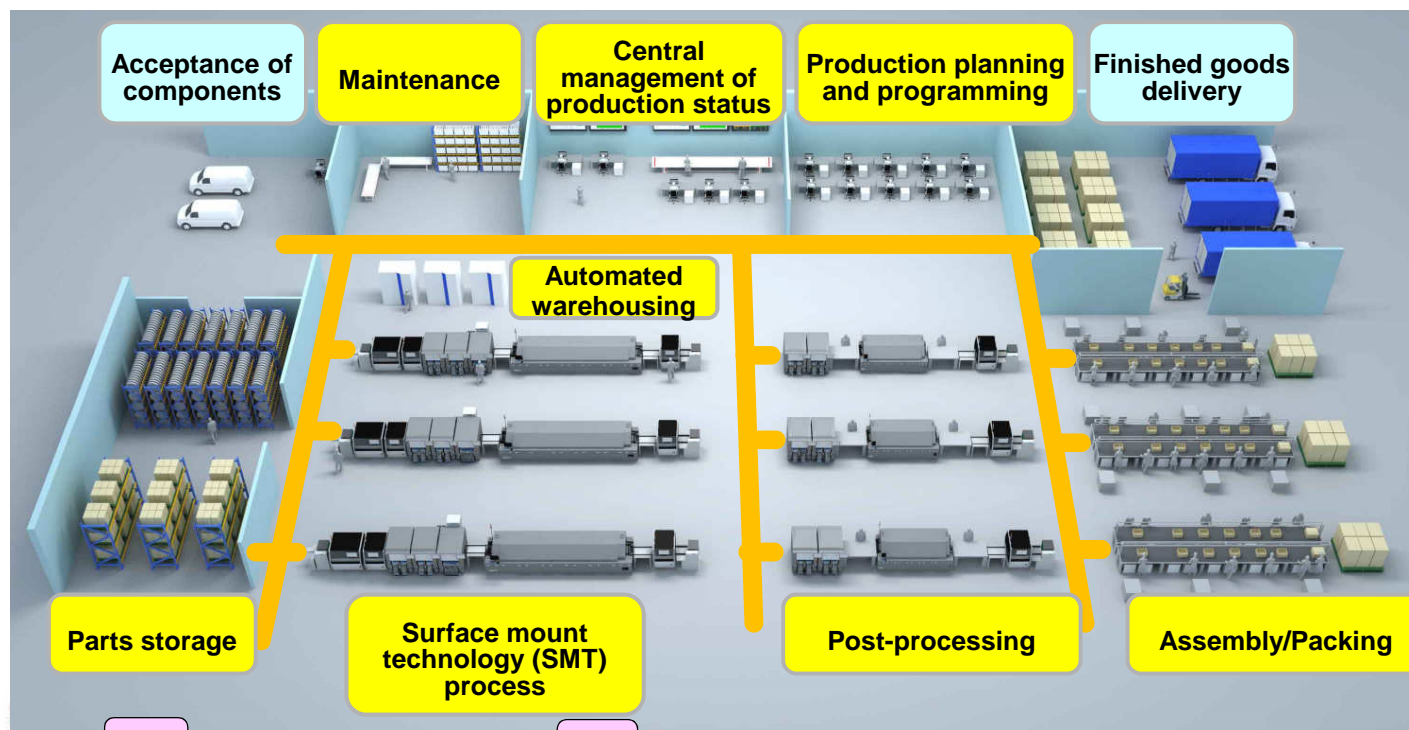 Acceptance of
components
Maintenance
Central
management of
production status
Production planning
and programming
Finished goods
delivery
Automated
warehousing
Parts storage
Surface mount
technology (SMT)
process
Post-processing
Assembly/Packing